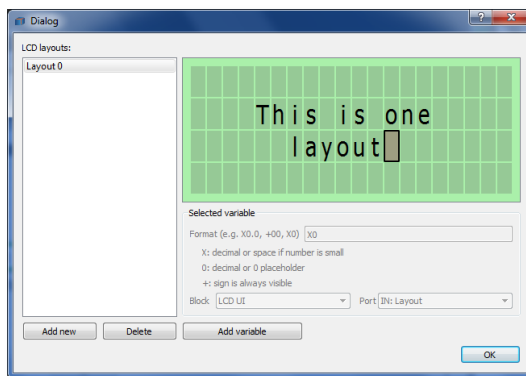 Dialog
LCD layouts:
Layout 0
This is one
layout
Selected variable
Format (e.g. X0.0, +00, X0) X0
X: decimal or space if number is small
0: decimal or 0 placeholder
+: sign is always visible
Block LCD UI Port IN: Layout
Add new Delete Add variable
OK